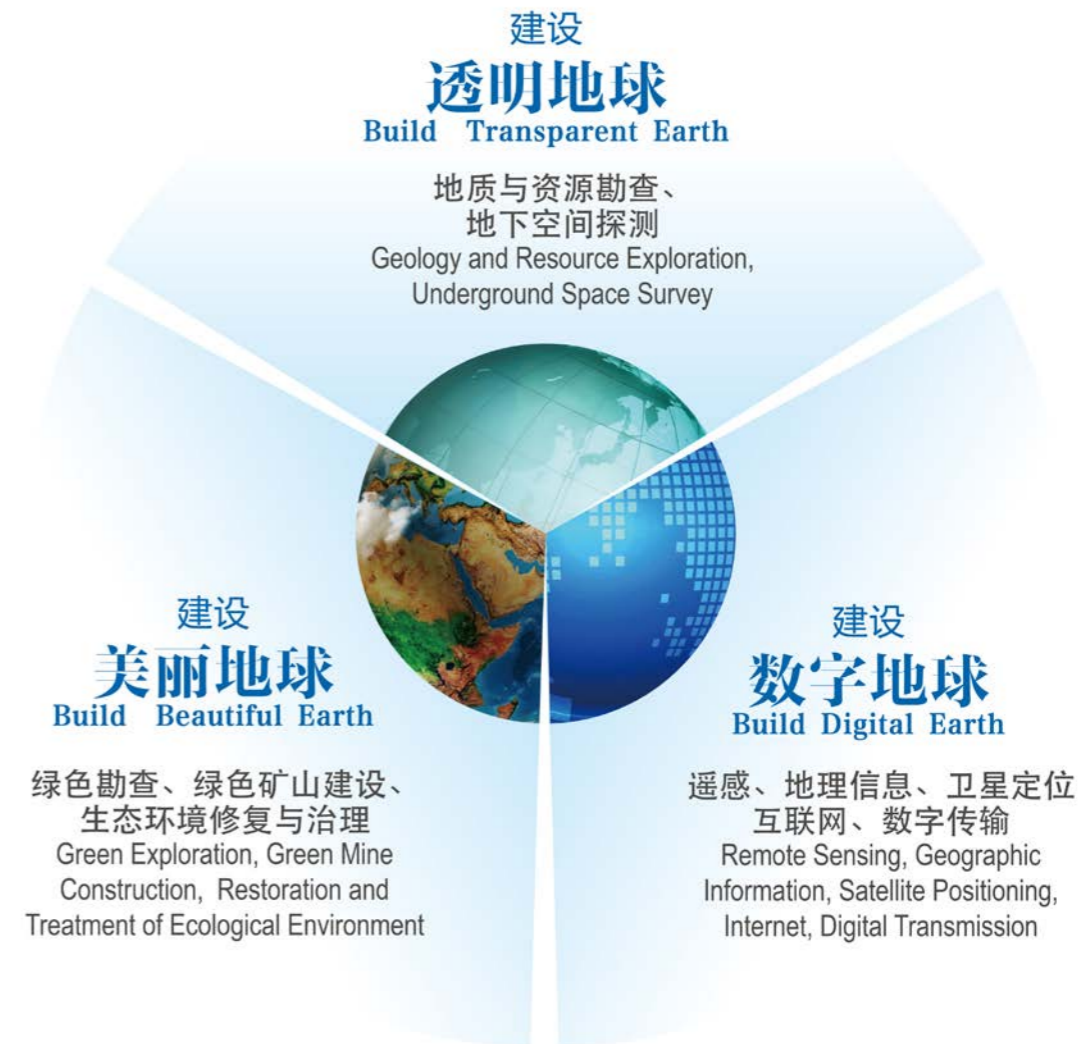 建设
透明地球
Build Transparent Earth
地质与资源勘查、
地下空间探测
Geology and Resource Exploration,
Underground Space Survey
建设
美丽地球
Build Beautiful Earth
绿色勘查、绿色矿山建设、
生态环境修复与治理
Green Exploration, Green Mine
Construction, Restoration and
Treatment of Ecological Environment
建设
数字地球
Build Digital Earth
遥感、地理信息、卫星定位
互联网、数字传输
Remote Sensing, Geographic
Information, Satellite Positioning,
Internet, Digital Transmission